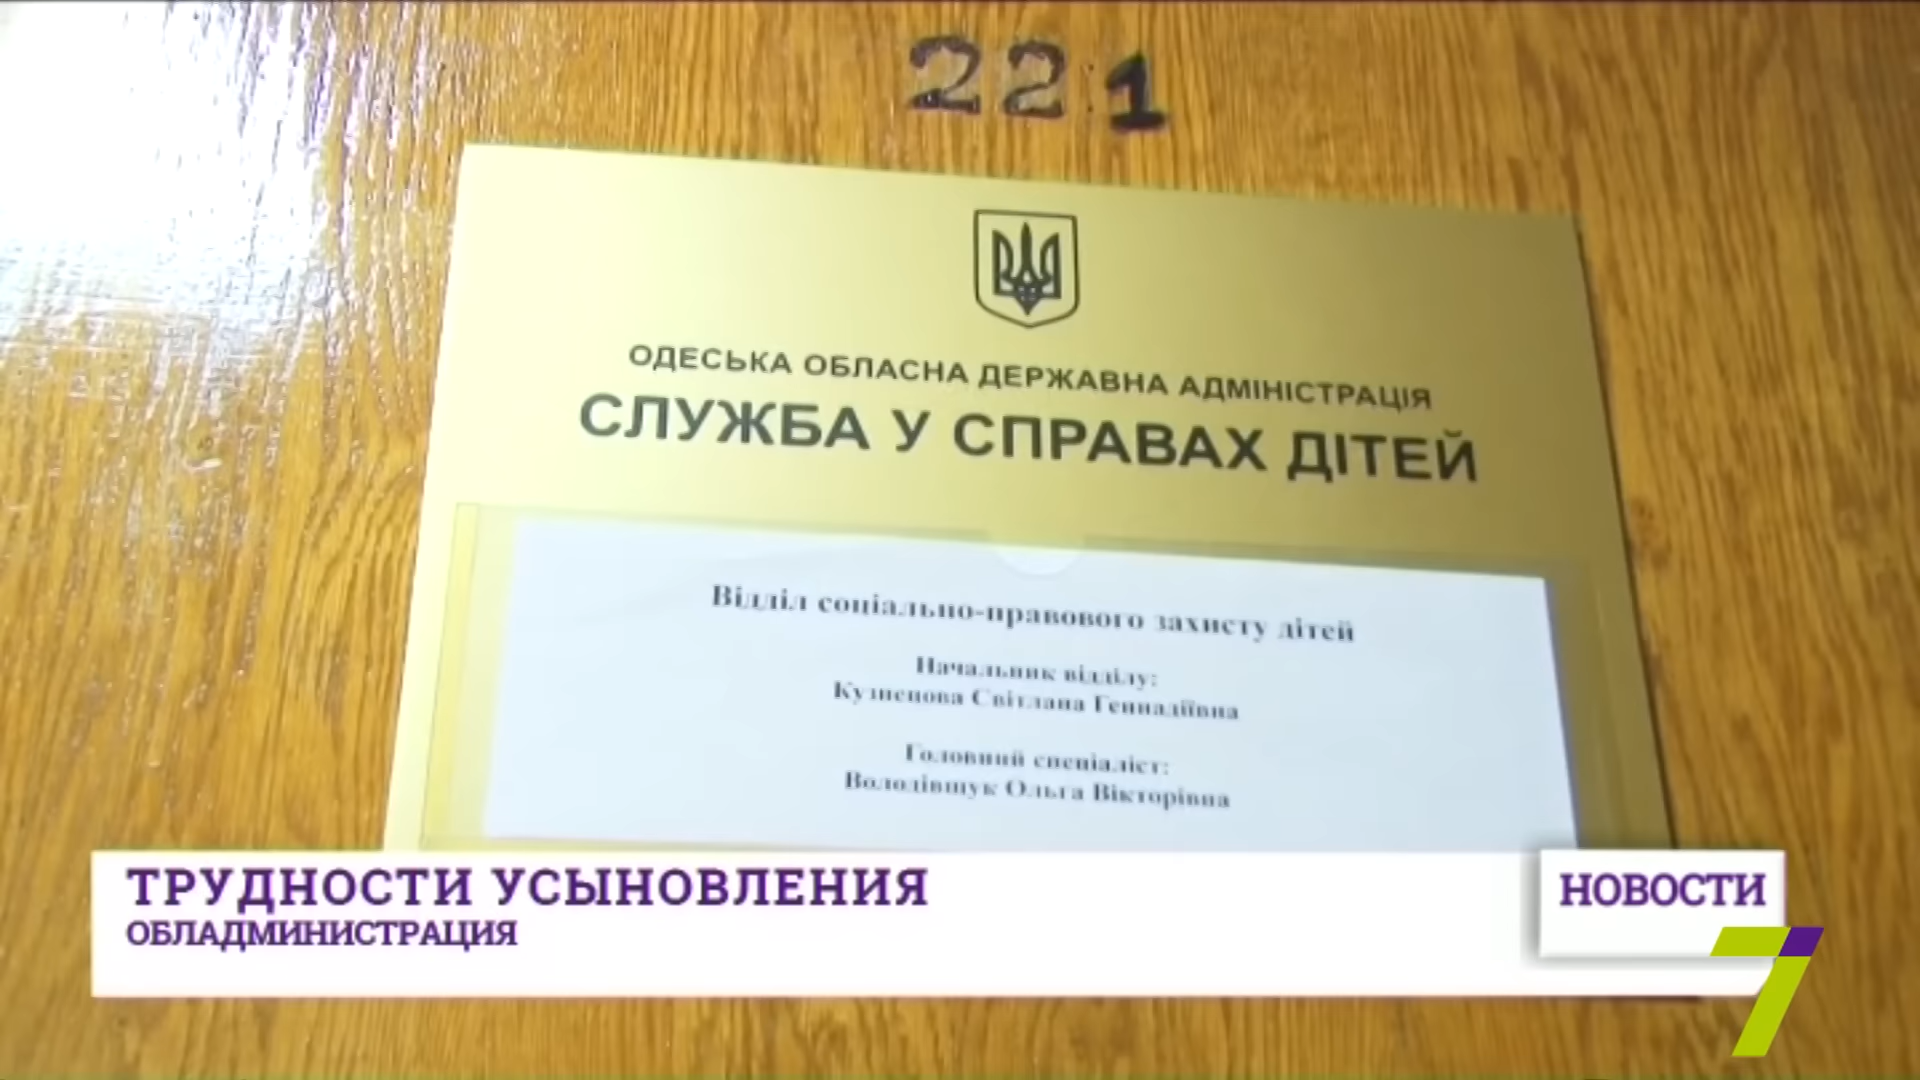 221
ОДЕСЬКА ОБЛАСНА ДЕРЖАВНА АДМІНІСТРАЦІЯ
СЛУЖБА У СПРАВАХ ДІТЕЙ
Відділ соціально-правового захисту дітей
Начальник відділу:
Кузнецова Світлана Геннадіївна
Головний спеціаліст:
Володівщук Ольга Вікторівна
ТРУДНОСТИ УСЫНОВЛЕНИЯ
ОБЛАДМИНИСТРАЦИЯ
НОВОСТИ
7